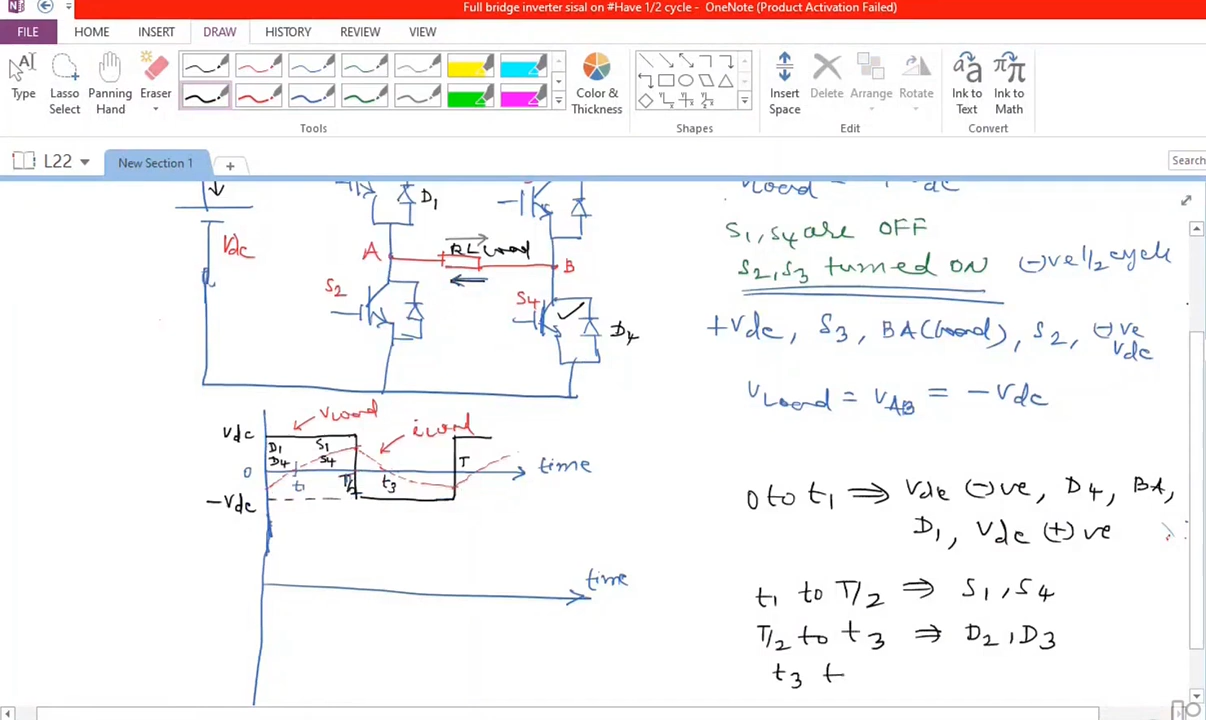 Full bridge inverter sisal on #Have 1/2 cycle - OneNote (Product Activation Failed)
FILE HOME INSERT DRAW HISTORY REVIEW VIEW
Type Lasso Select Panning Hand Eraser Color & Thickness Insert Space Delete Arrange Rotate Ink to Text Ink to Math
Tools Shapes Edit Convert
L22 New Section 1 + Search
D1
Vdc
A RL Load B
S2 S4 D4
S1, S4 are OFF
S2, S3 turned ON (-)ve 1/2 cycle
+Vdc, S3, BA(Load), S2, (-)ve
Vdc
VLoad = VAB = -Vdc
VLoad
iLoad
Vdc D1 S1
D4 S4 T
0 t1 T/2 t3 time
-Vdc
time
0 to t1 ⇒ Vdc (-)ve, D4, BA,
D1, Vdc (+)ve
t1 to T/2 ⇒ S1, S4
T/2 to t3 ⇒ D2, D3
t3 t